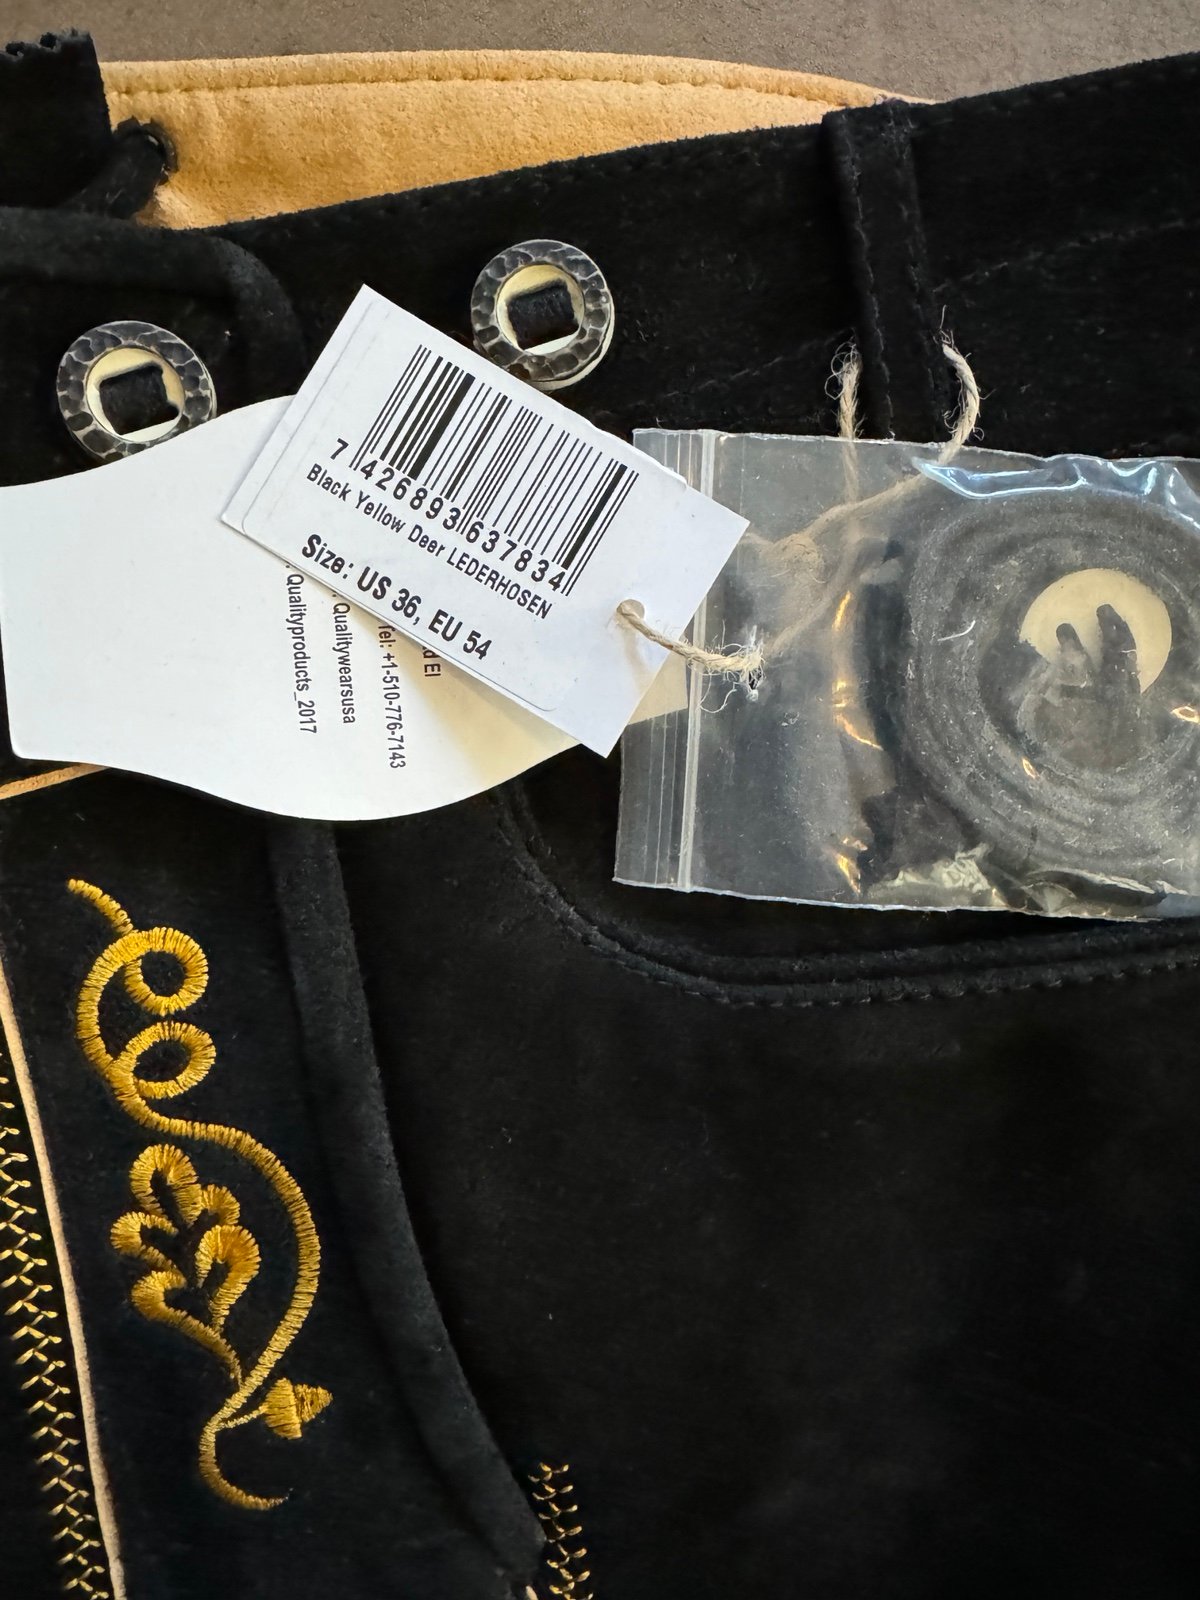 7 426893 637834
Black Yellow Deer LEDERHOSEN
Size: US 36, EU 54
Tel: +1-510-776-7143
Qualitywearsusa
Qualityproducts_2017